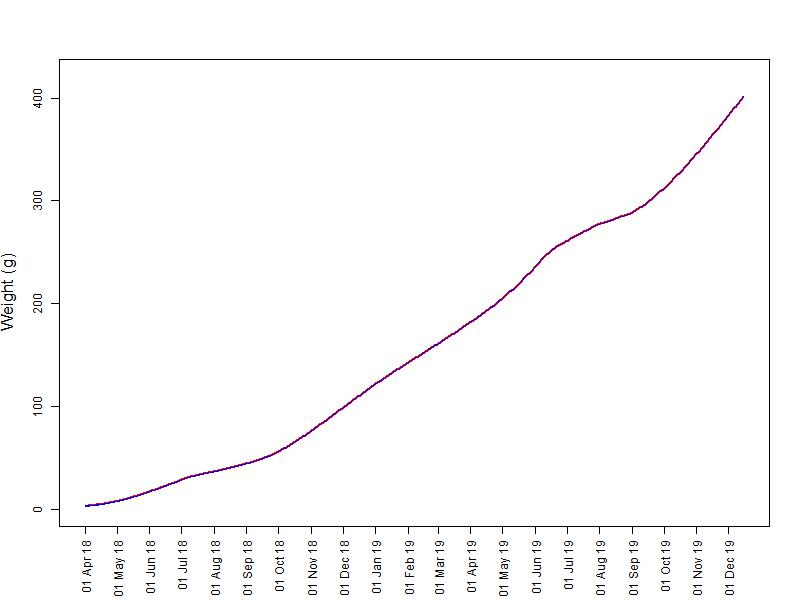 400
300
200
100
0
Weight (g)
01 Apr 18
01 May 18
01 Jun 18
01 Jul 18
01 Aug 18
01 Sep 18
01 Oct 18
01 Nov 18
01 Dec 18
01 Jan 19
01 Feb 19
01 Mar 19
01 Apr 19
01 May 19
01 Jun 19
01 Jul 19
01 Aug 19
01 Sep 19
01 Oct 19
01 Nov 19
01 Dec 19